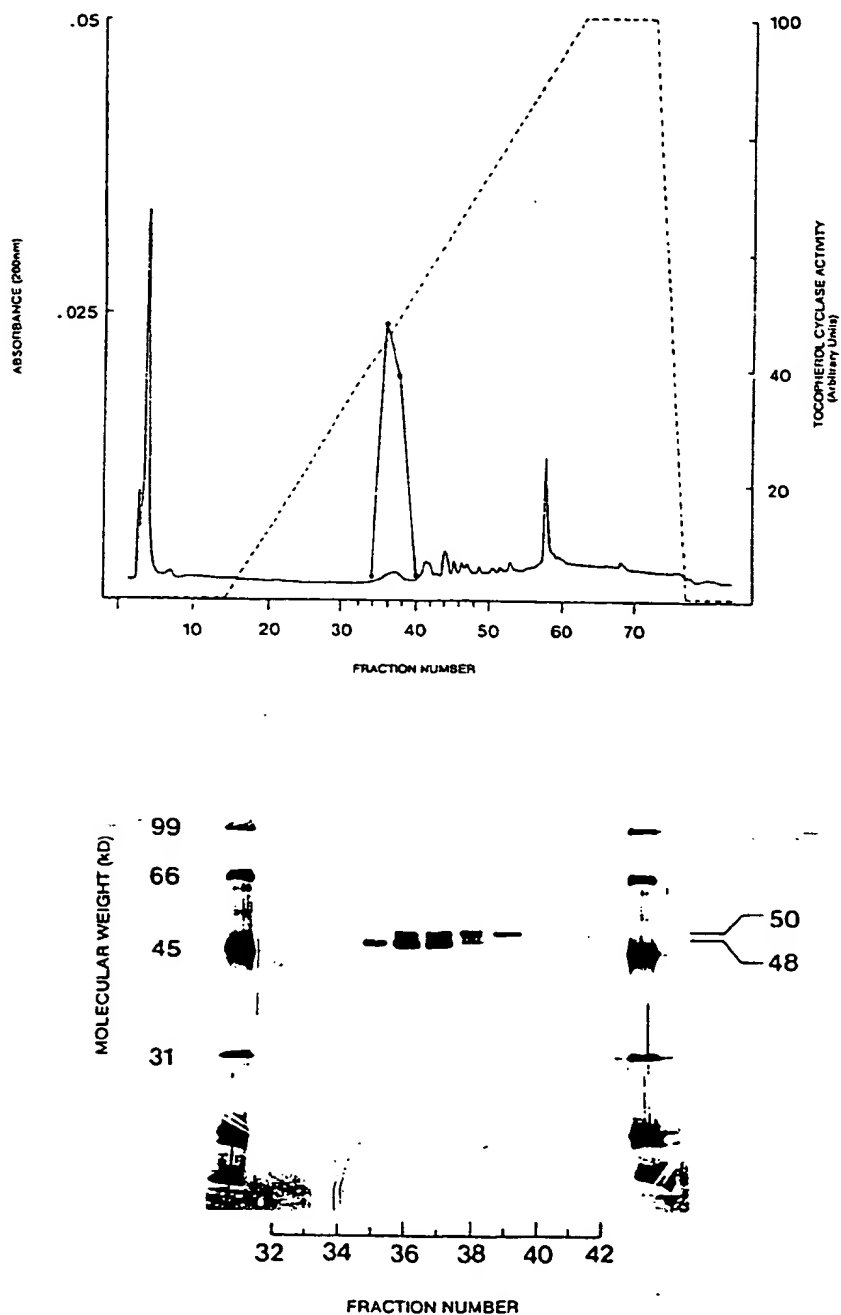 .05
100
ABSORBANCE (200nm)
.025
TOCOPHEROL CYCLASE ACTIVITY
(Arbitrary Units)
40
20
10 20 30 40 50 60 70
FRACTION NUMBER
MOLECULAR WEIGHT (kD)
99
66
45
31
50
48
32 34 36 38 40 42
FRACTION NUMBER